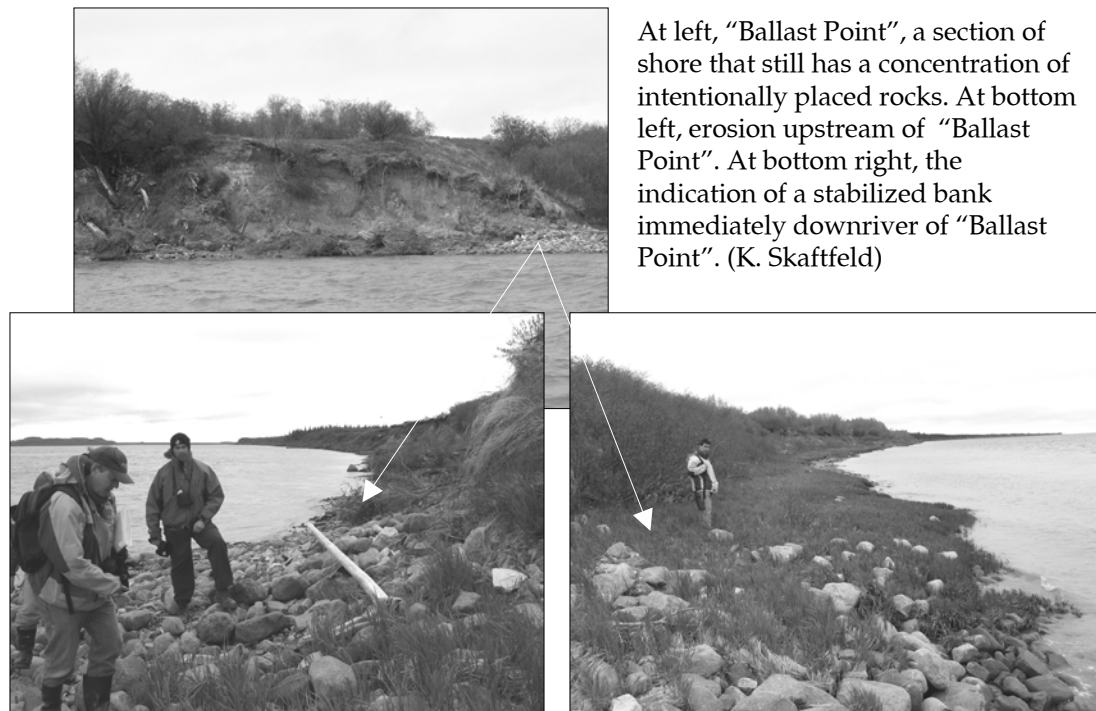 At left, “Ballast Point”, a section of
shore that still has a concentration of
intentionally placed rocks. At bottom
left, erosion upstream of “Ballast
Point”. At bottom right, the
indication of a stabilized bank
immediately downriver of “Ballast
Point”. (K. Skaftfeld)